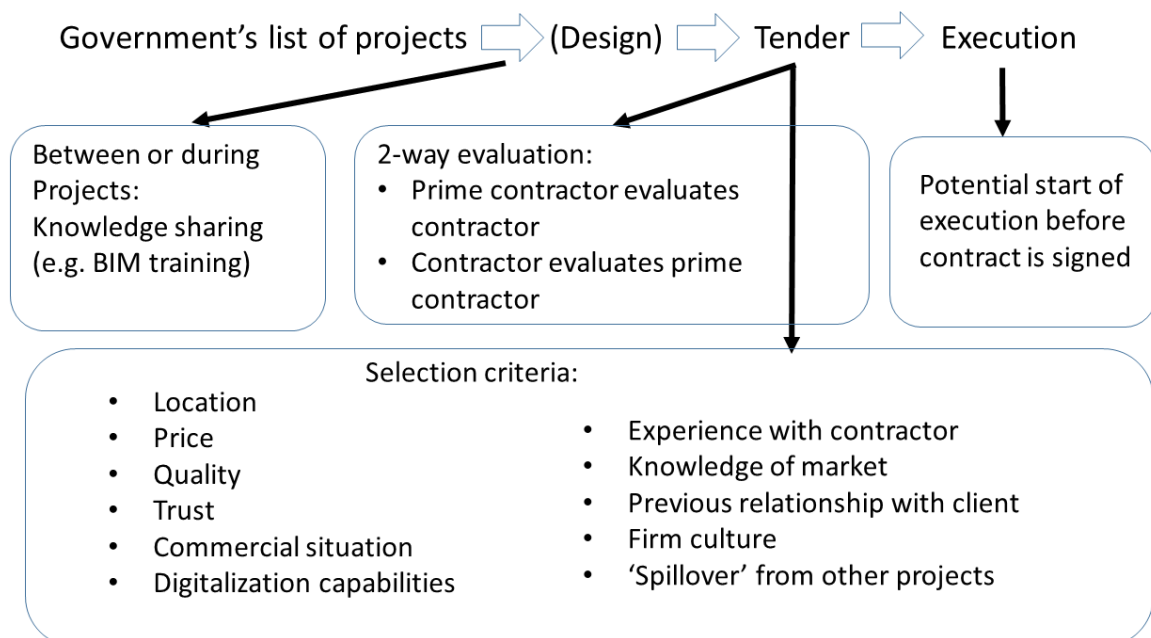 Government’s list of projects (Design) Tender Execution
Between or during
Projects:
Knowledge sharing
(e.g. BIM training)
2-way evaluation:
• Prime contractor evaluates
contractor
• Contractor evaluates prime
contractor
Potential start of
execution before
contract is signed
Selection criteria:
• Location
• Price
• Quality
• Trust
• Commercial situation
• Digitalization capabilities
• Experience with contractor
• Knowledge of market
• Previous relationship with client
• Firm culture
• ‘Spillover’ from other projects